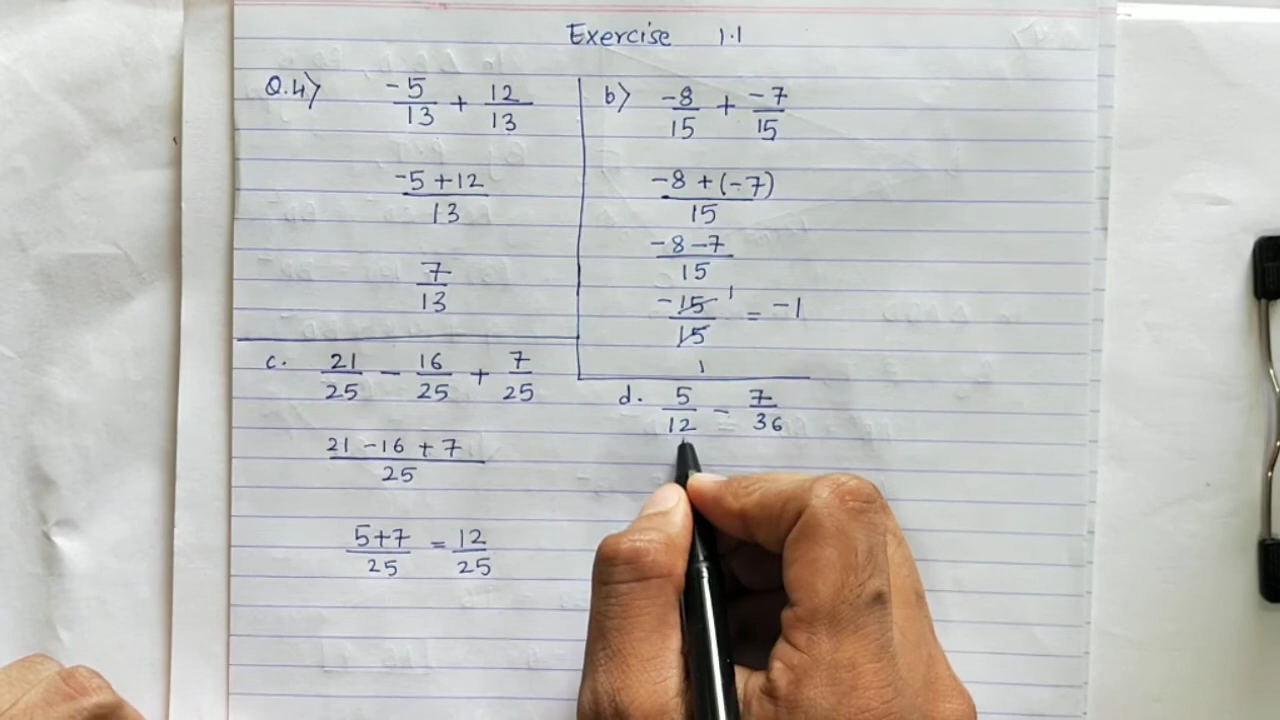 Exercise 1.1
Q.4) -5/13 + 12/13
-5+12/13
7/13
b) -8/15 + -7/15
-8+(-7)/15
-8-7/15
-15/15 1 1 = -1
c. 21/25 - 16/25 + 7/25
21-16+7/25
5+7/25 = 12/25
d. 5/12 - 7/36